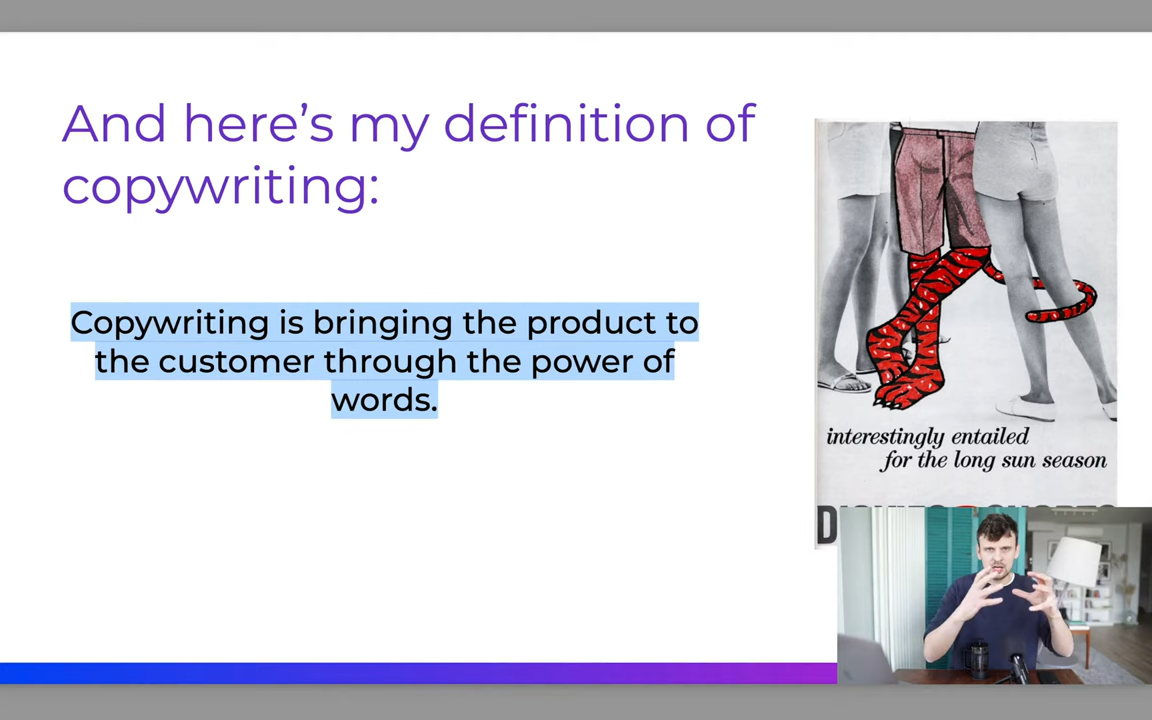 And here's my definition of
copywriting:
Copywriting is bringing the product to
the customer through the power of
words.
interestingly entailed
for the long sun season